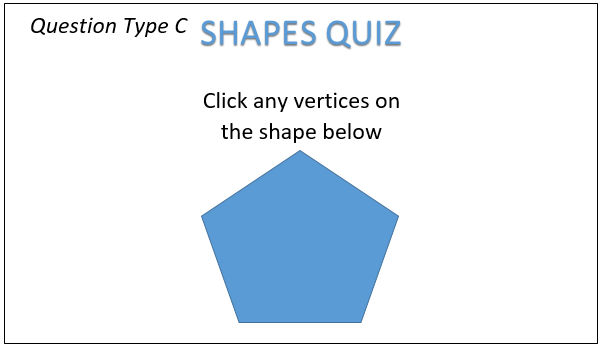 Question Type C
SHAPES QUIZ
Click any vertices on
the shape below